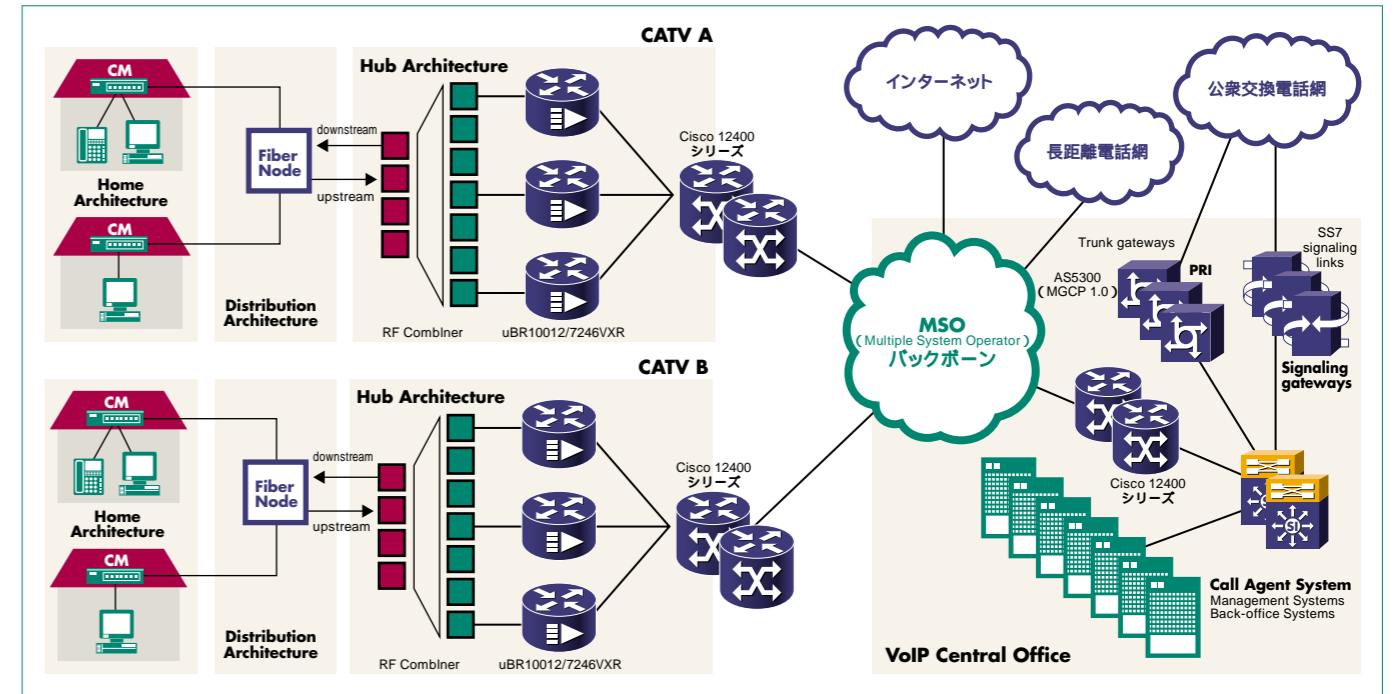 CATV A
Hub Architecture
CM
downstream
Fiber
Node
upstream
Home
Architecture
CM
Distribution
Architecture
RF Comblner
uBR10012/7246VXR
Cisco 12400
シリーズ
CATV B
Hub Architecture
CM
downstream
Fiber
Node
upstream
Home
Architecture
CM
Distribution
Architecture
RF Comblner
uBR10012/7246VXR
Cisco 12400
シリーズ
インターネット
長距離電話網
公衆交換電話網
MSO
(Multiple System Operator)
バックボーン
Trunk gateways
AS5300
(MGCP 1.0)
PRI
SS7
signaling
links
Signaling
gateways
Cisco 12400
シリーズ
Si
Call Agent System
Management Systems
Back-office Systems
VoIP Central Office